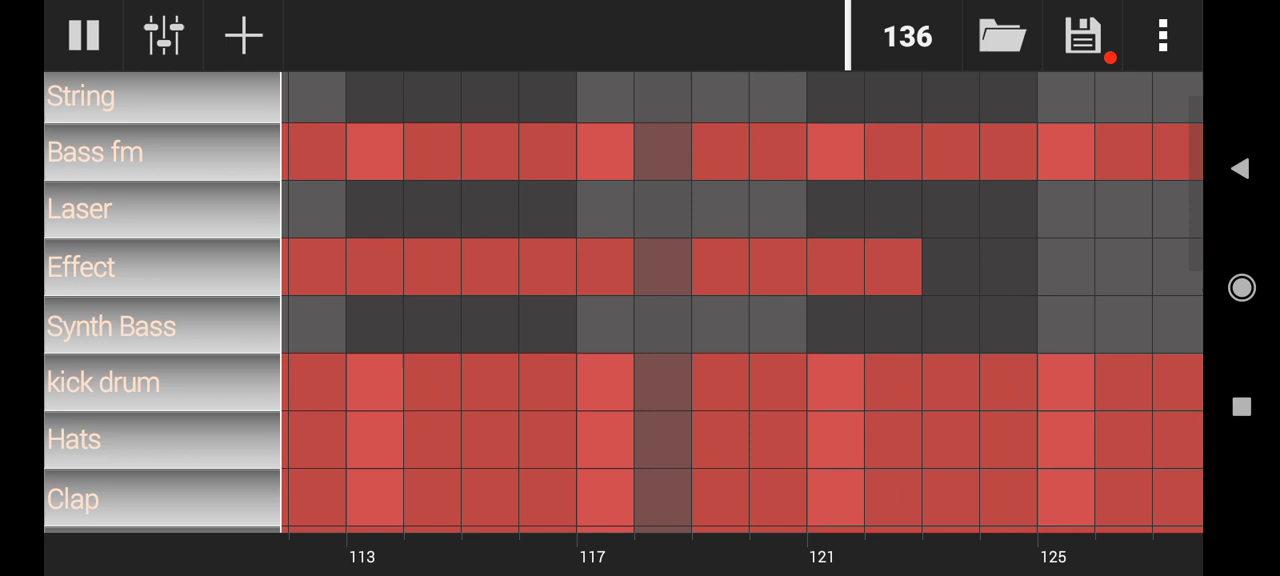 136
String
Bass fm
Laser
Effect
Synth Bass
kick drum
Hats
Clap
113 117 121 125